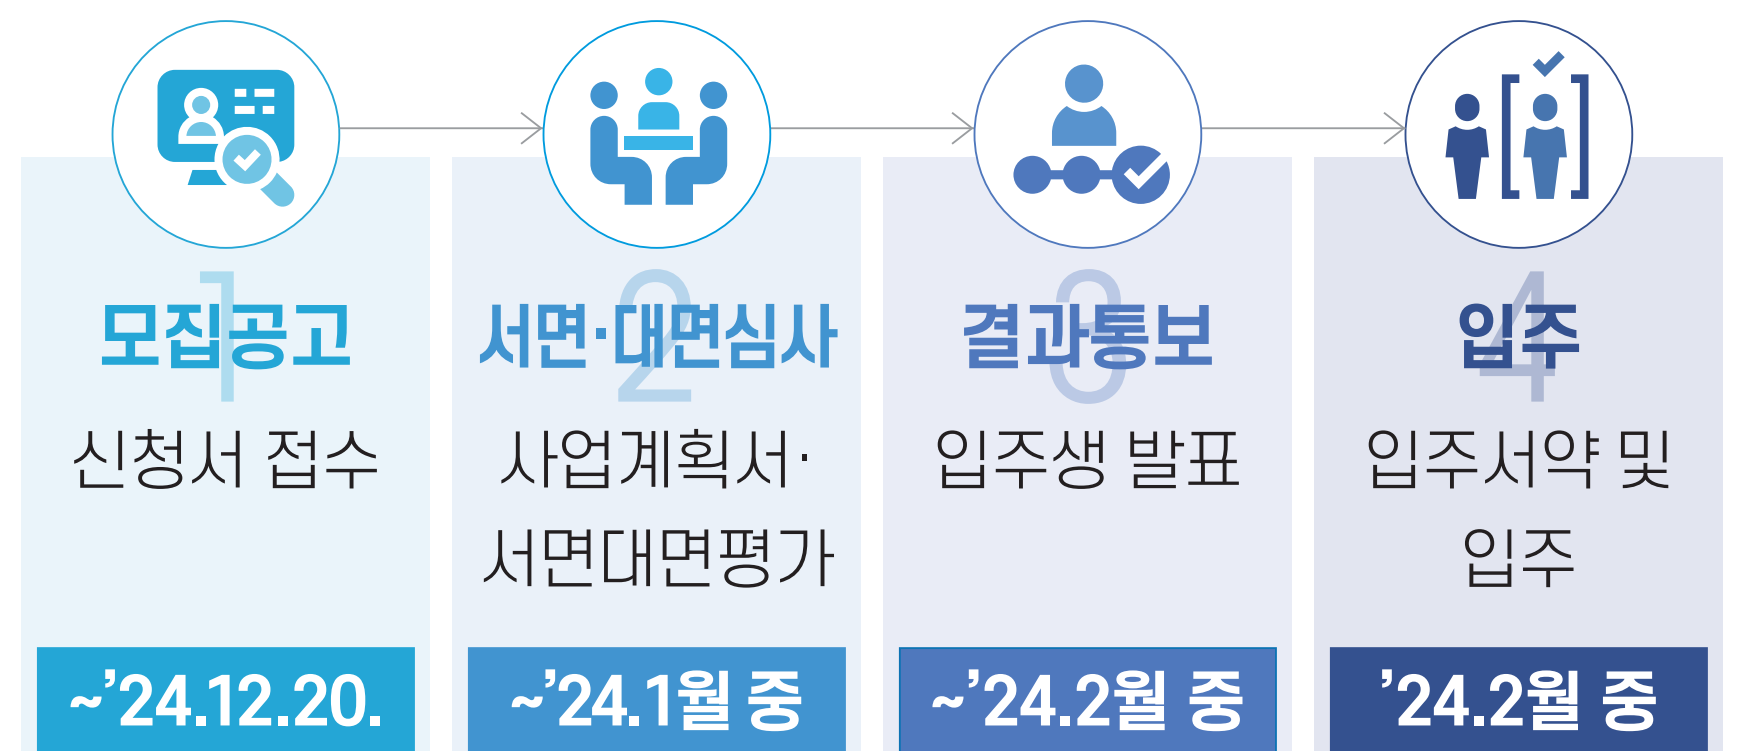 1
모집공고
신청서 접수
~’24.12.20.
2
서면·대면심사
사업계획서·
서면대면평가
~’24.1월 중
3
결과통보
입주생 발표
~’24.2월 중
4
입주
입주서약 및
입주
’24.2월 중